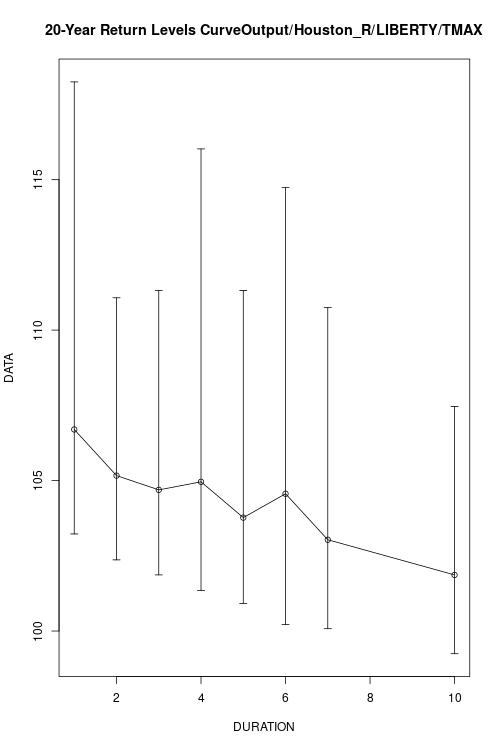 20-Year Return Levels CurveOutput/Houston_R/LIBERTY/TMAX
115
110
DATA
105
100
2 4 6 8 10
DURATION